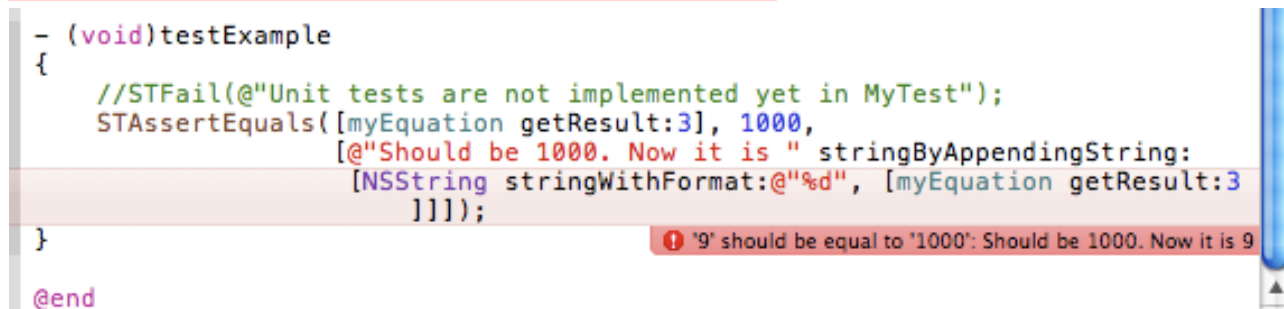 - (void)testExample
{
//STFail(@"Unit tests are not implemented yet in MyTest");
STAssertEquals([myEquation getResult:3], 1000,
[@"Should be 1000. Now it is " stringByAppendingString:
[NSString stringWithFormat:@"%d", [myEquation getResult:3
]]]);
}
"9" should be equal to "1000": Should be 1000. Now it is 9
@end